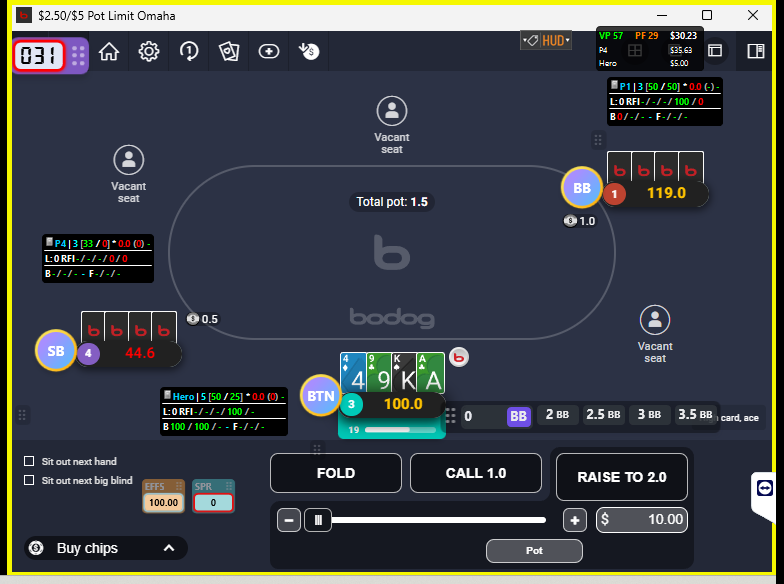 $2.50/$5 Pot Limit Omaha
031
1
HUD
VP 57 PF 29 $30.23
P4 $35.63
Hero $5.00
P1 | 3 [50 / 50] * 0.0 (-) -
L: 0 RFI - / - / - / 100 / 0
B 0 / - / - - F - / - / -
Vacant
seat
Vacant
seat
BB
1
119.0
1.0
Total pot: 1.5
P4 | 3 [33 / 0] * 0.0 (0) -
L: 0 RFI - / - / - / 0 / 0
B - / - / - - F - / - / -
b
bodog
0.5
Vacant
seat
SB
4
44.6
Hero | 5 [50 / 25] * 0.0 (0) -
L: 0 RFI - / - / - / 100 / -
B 100 / 100 / - - F - / - / -
4 9 K A
4 9 K A
b
BTN
3
100.0
19
0
BB
2 BB
2.5 BB
3 BB
3.5 BB
card, ace
Sit out next hand
Sit out next big blind
EFFS
100.00
SPR
0
FOLD
CALL 1.0
RAISE TO 2.0
$ 10.00
Buy chips
Pot